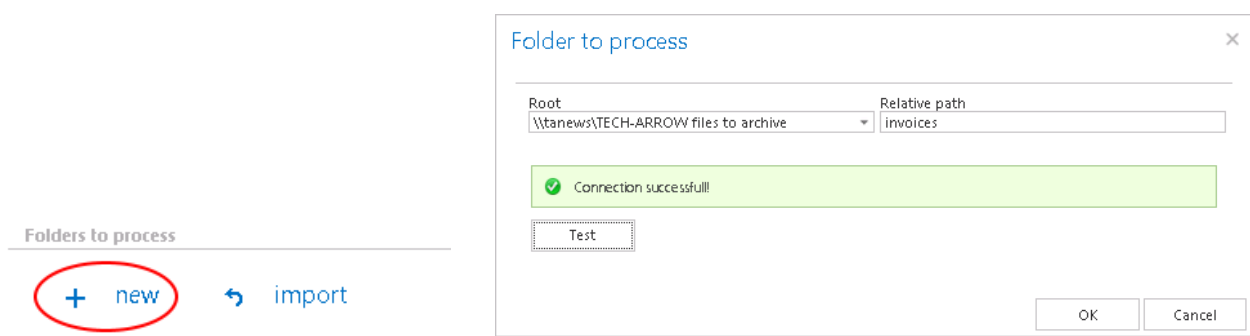 Folders to process
+ new import
Folder to process
Root Relative path
\\tanews\TECH-ARROW files to archive invoices
Connection successfull!
Test
OK Cancel